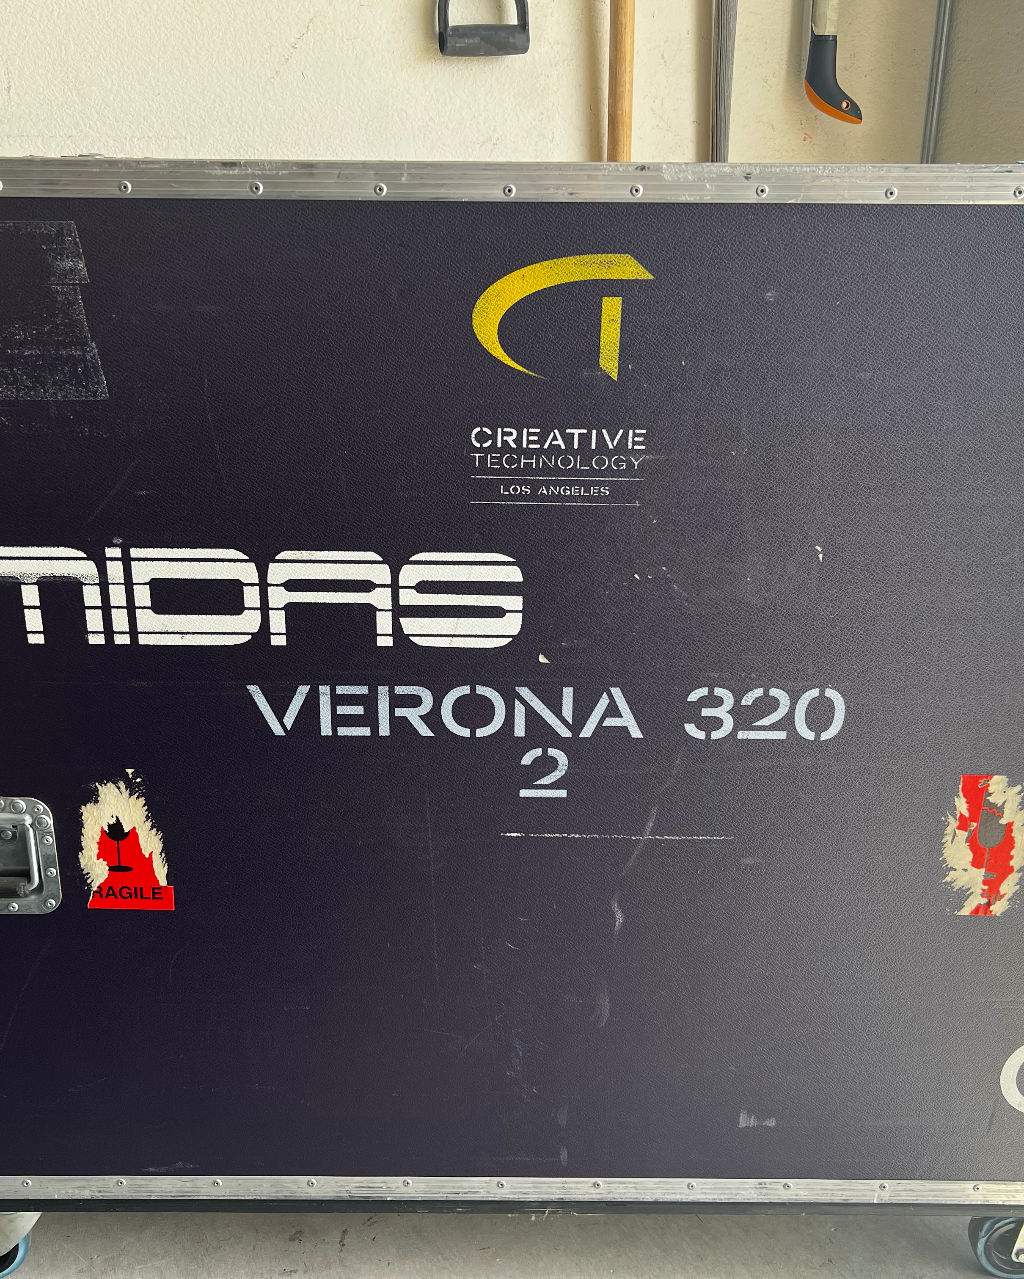 CREATIVE
TECHNOLOGY
LOS ANGELES
MIDAS
VERONA 320
2
RAGILE